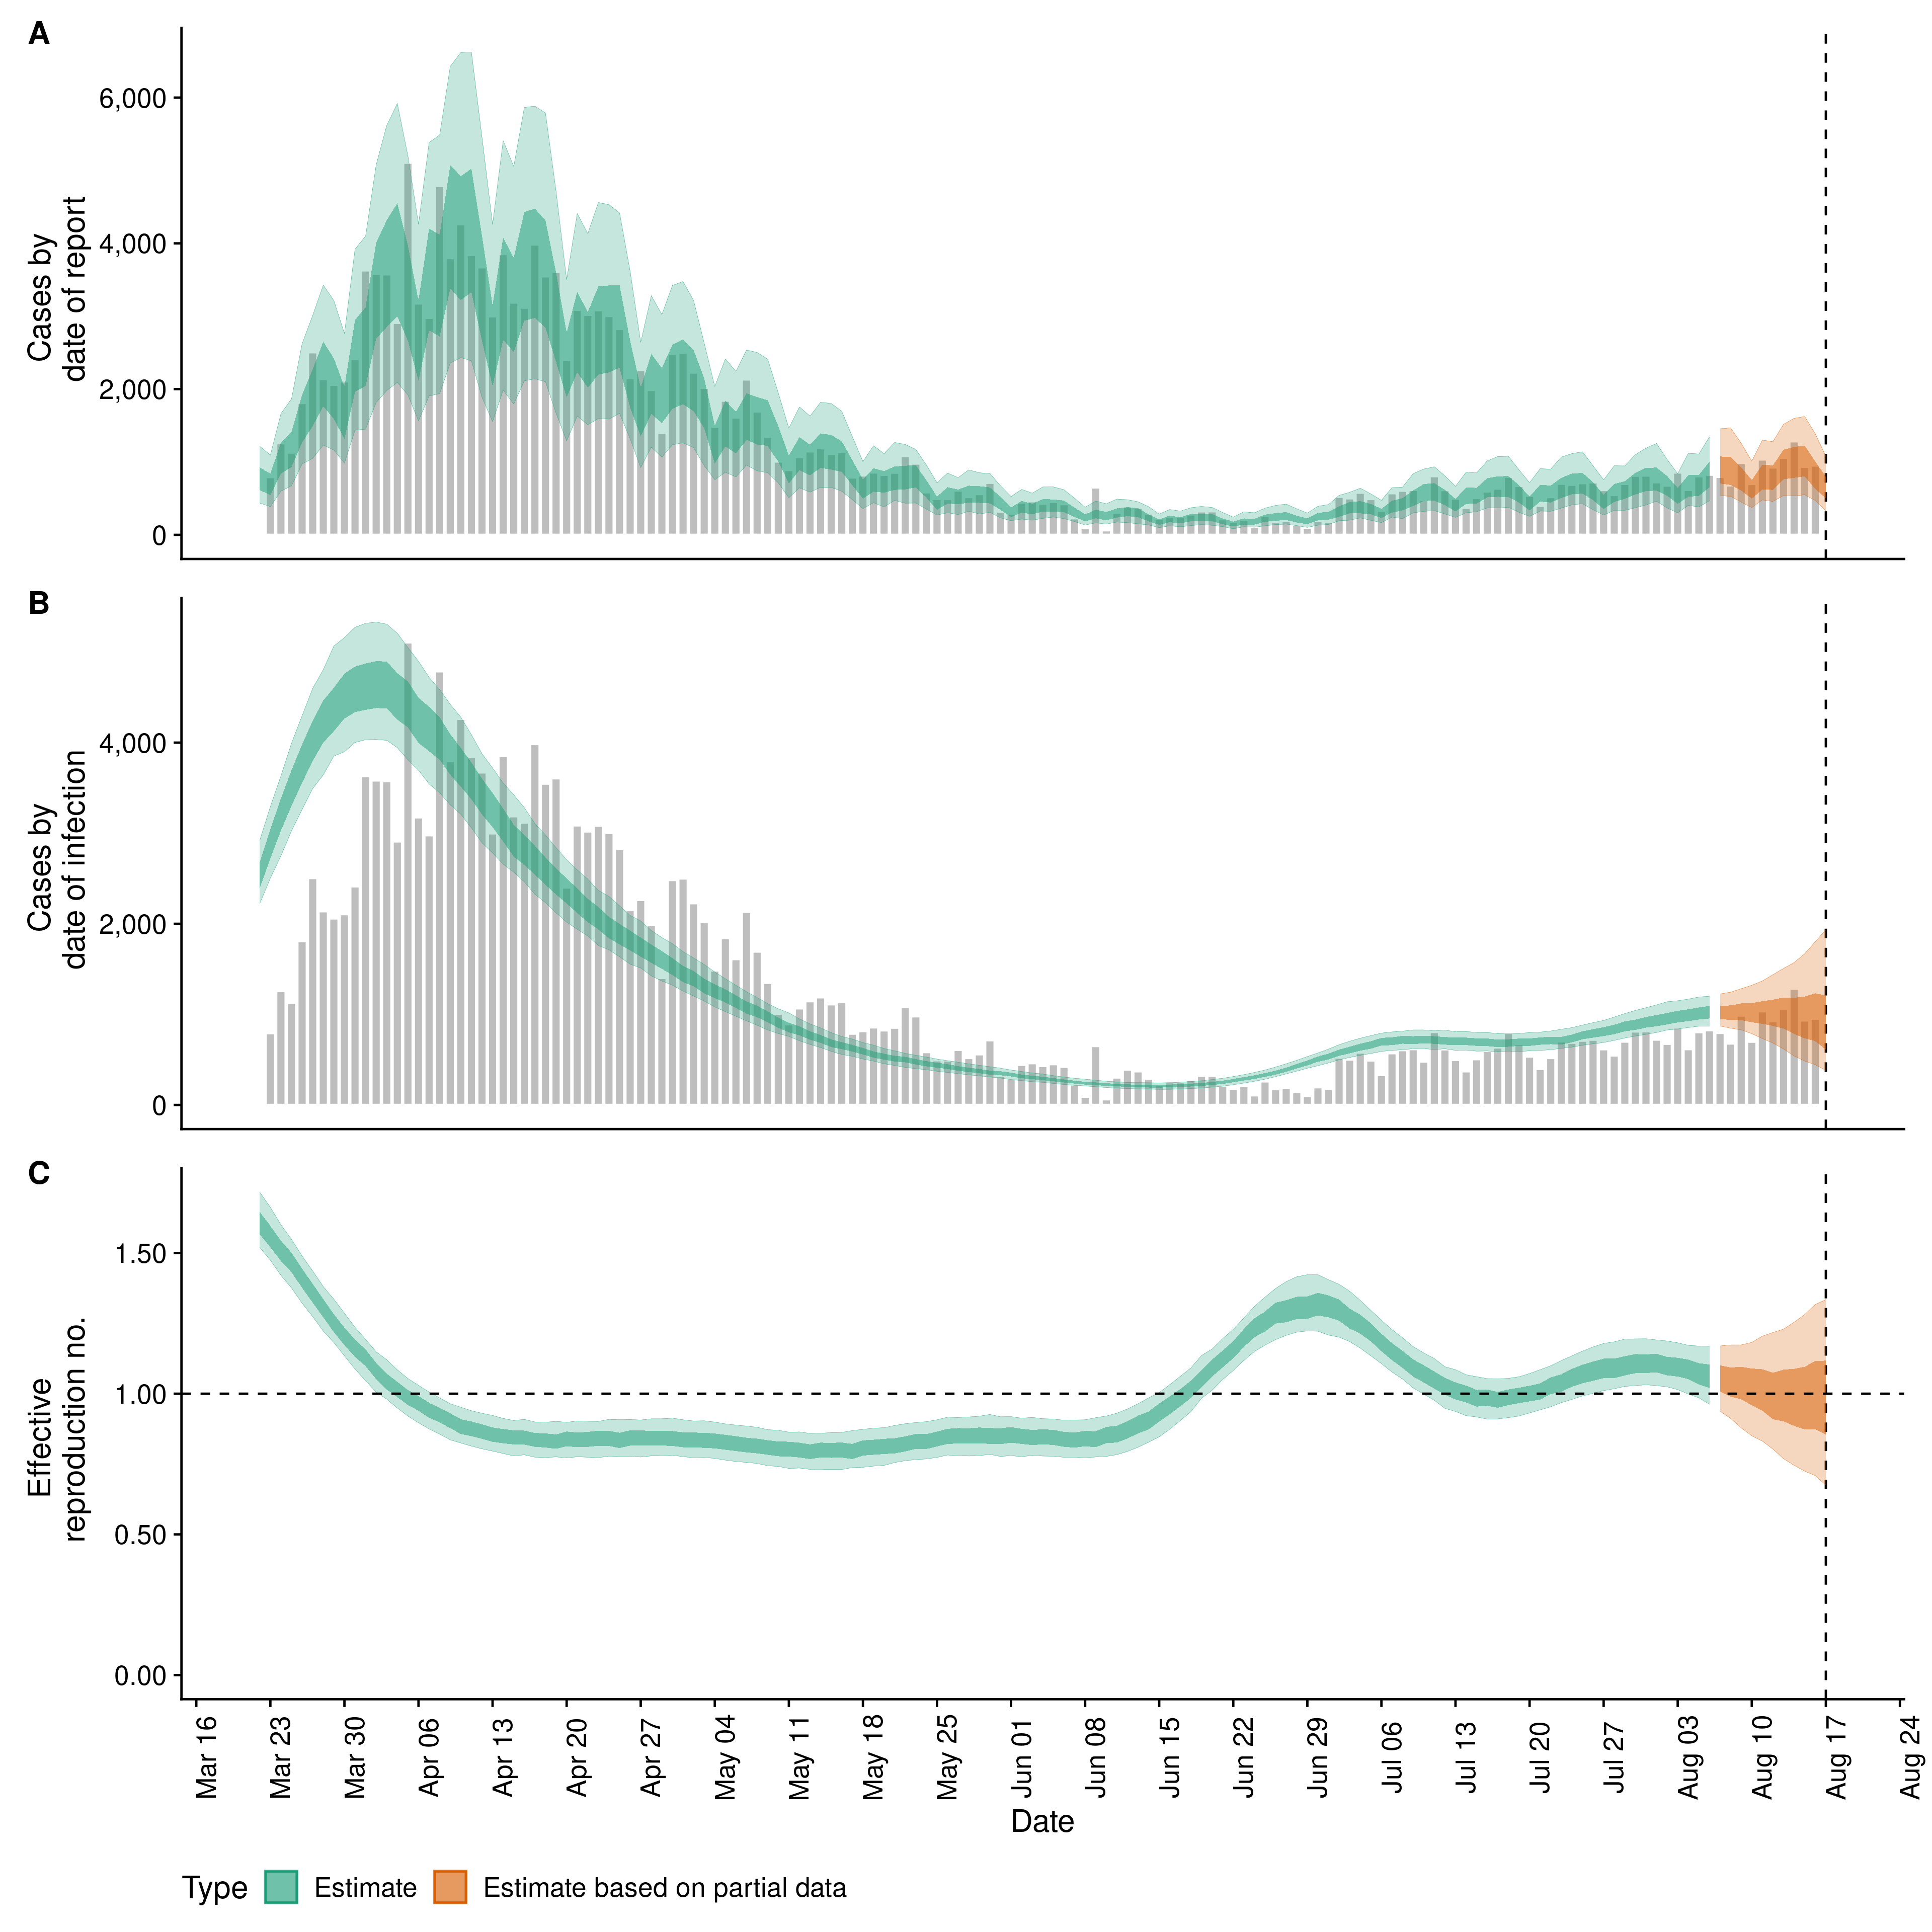 A
Cases by
date of report
6,000
4,000
2,000
0
B
Cases by
date of infection
4,000
2,000
0
C
Effective
reproduction no.
1.50
1.00
0.50
0.00
Mar 16
Mar 23
Mar 30
Apr 06
Apr 13
Apr 20
Apr 27
May 04
May 11
May 18
May 25
Jun 01
Jun 08
Jun 15
Jun 22
Jun 29
Jul 06
Jul 13
Jul 20
Jul 27
Aug 03
Aug 10
Aug 17
Aug 24
Date
Type Estimate Estimate based on partial data